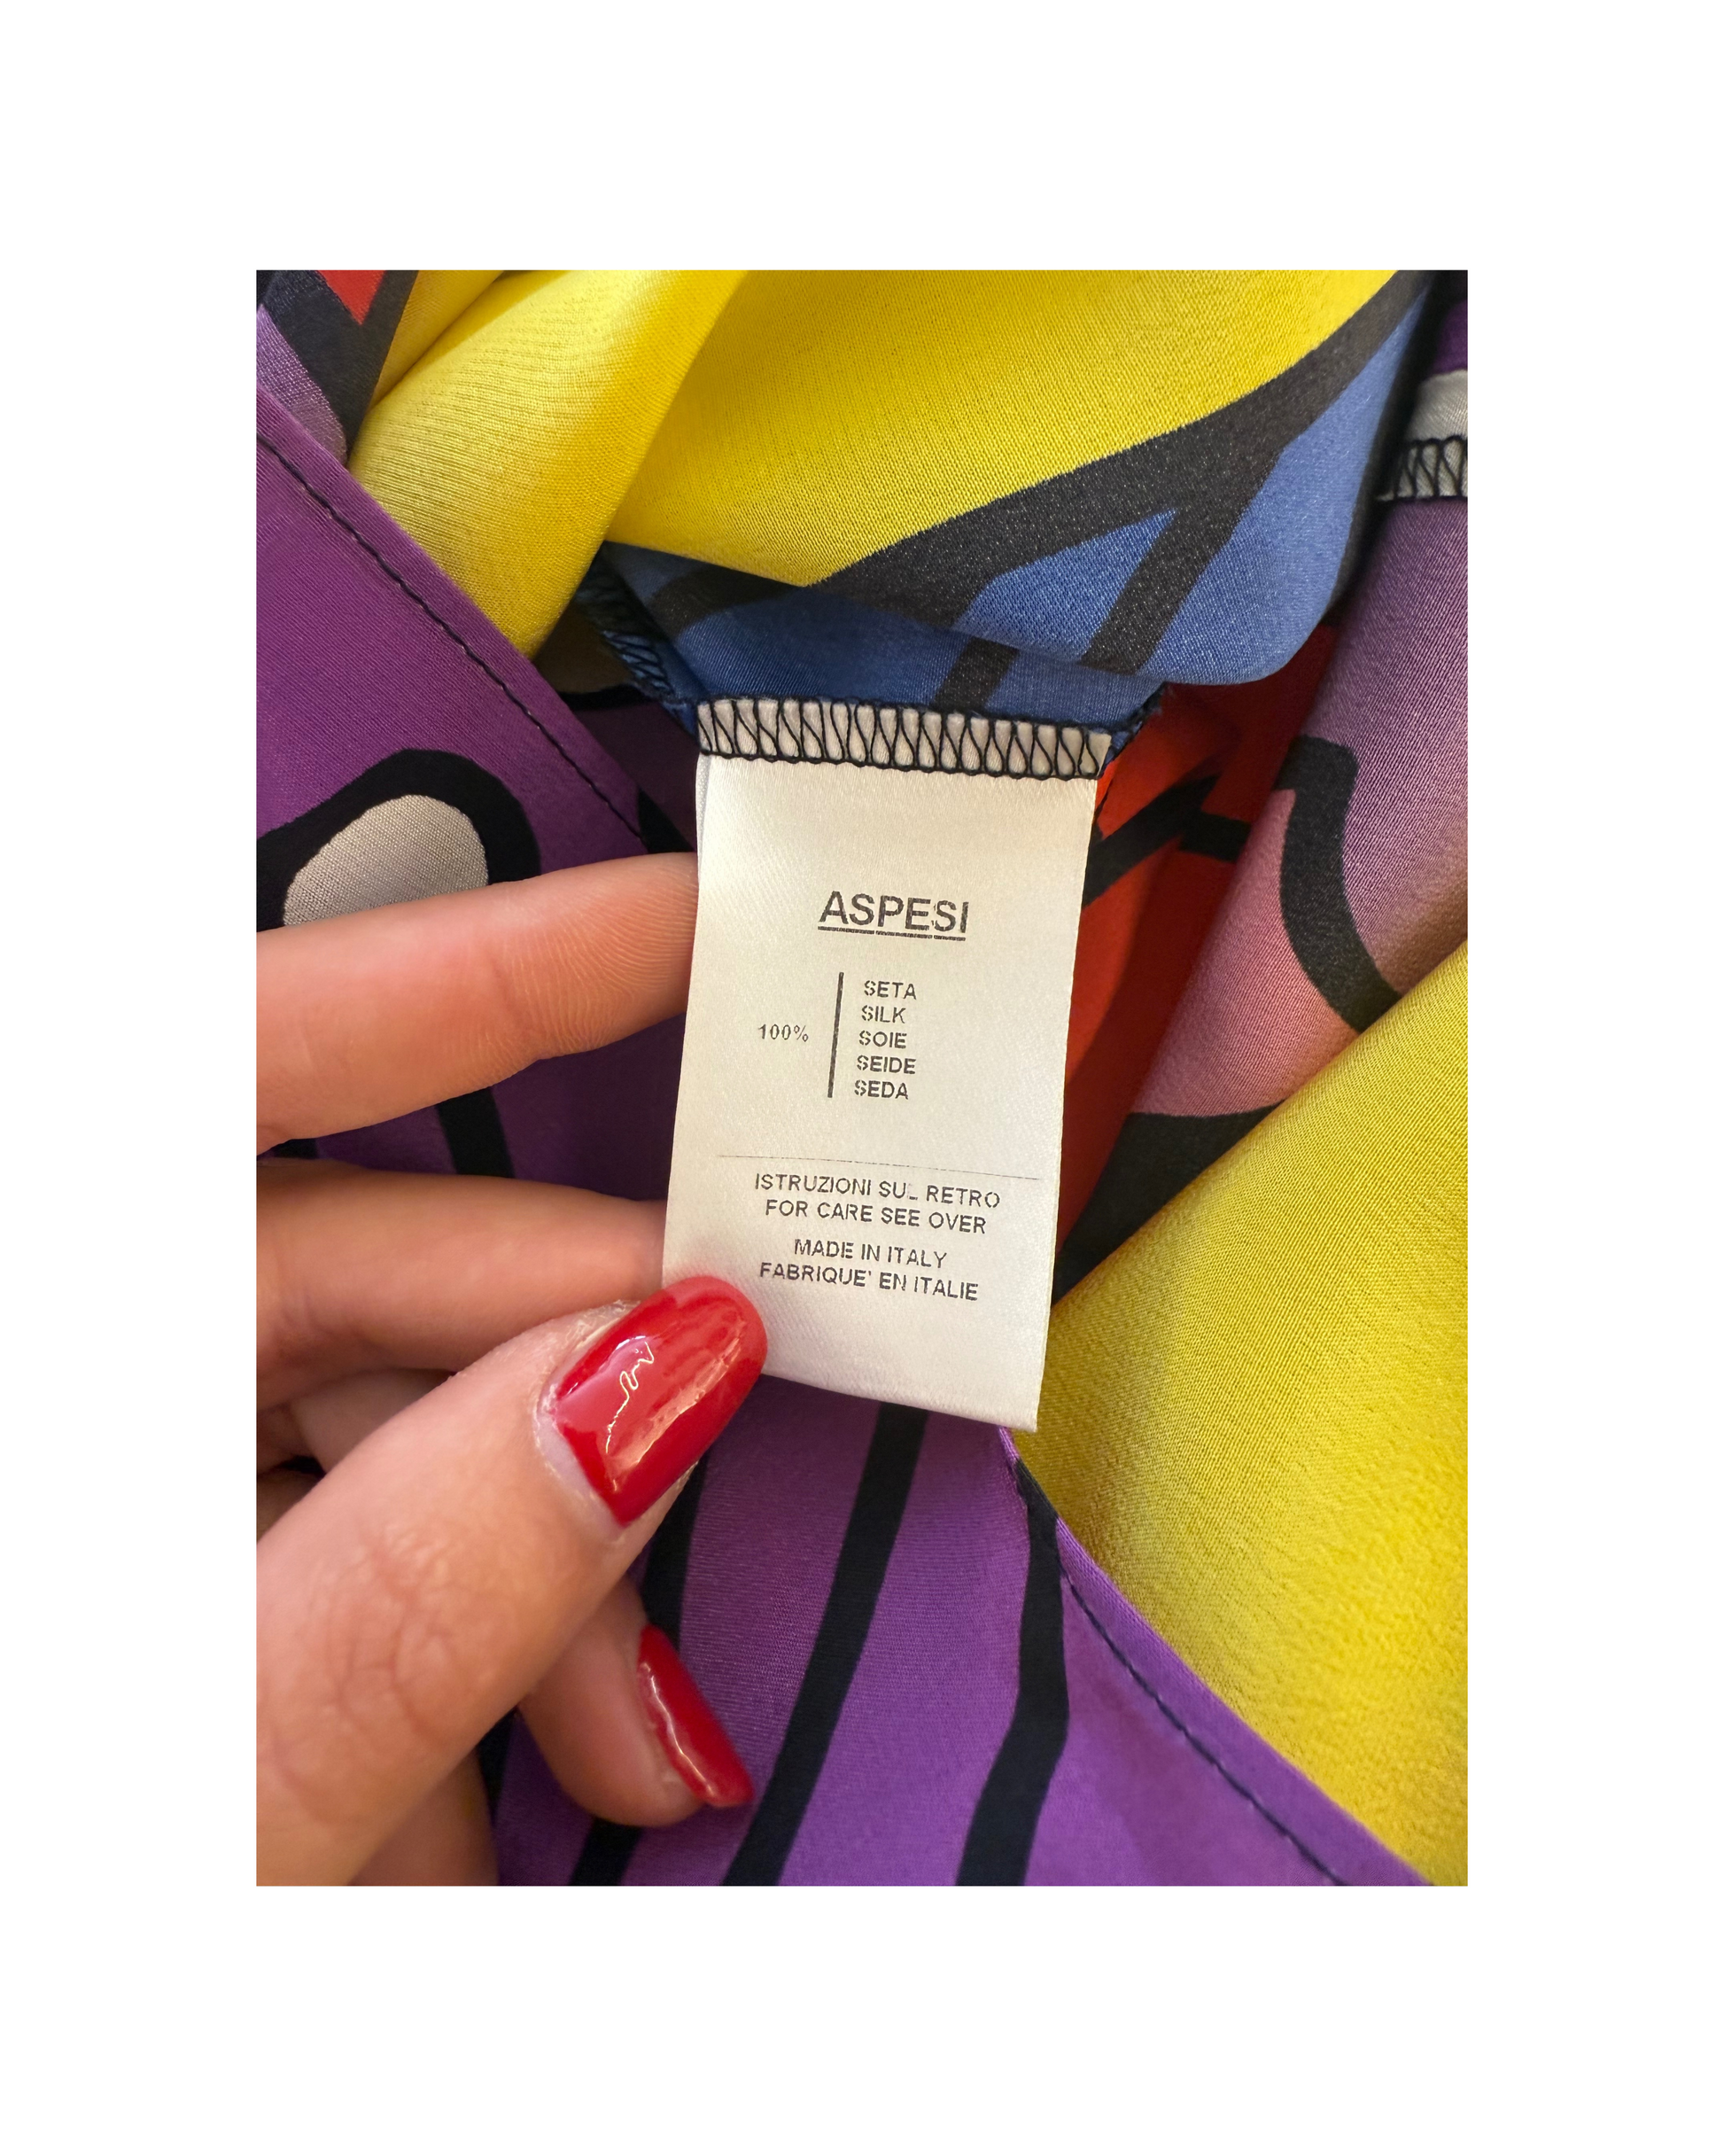 ASPESI
100%
SETA
SILK
SOIE
SEIDE
SEDA
ISTRUZIONI SUL RETRO
FOR CARE SEE OVER
MADE IN ITALY
FABRIQUE' EN ITALIE